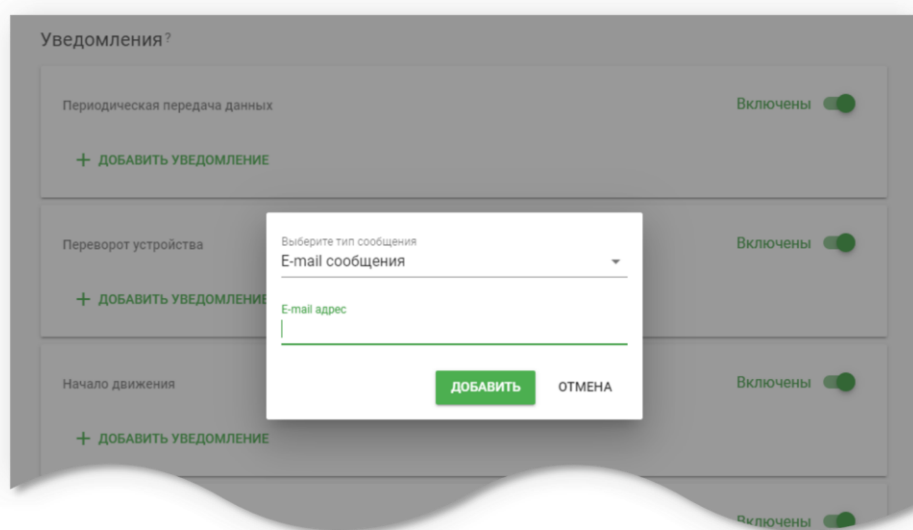 Уведомления?
Периодическая передача данных
Включены
+ ДОБАВИТЬ УВЕДОМЛЕНИЕ
Переворот устройства
Включены
+ ДОБАВИТЬ УВЕДОМЛЕНИЕ
Выберите тип сообщения
E-mail сообщения
E-mail адрес
ДОБАВИТЬ
ОТМЕНА
Начало движения
Включены
+ ДОБАВИТЬ УВЕДОМЛЕНИЕ
Включены